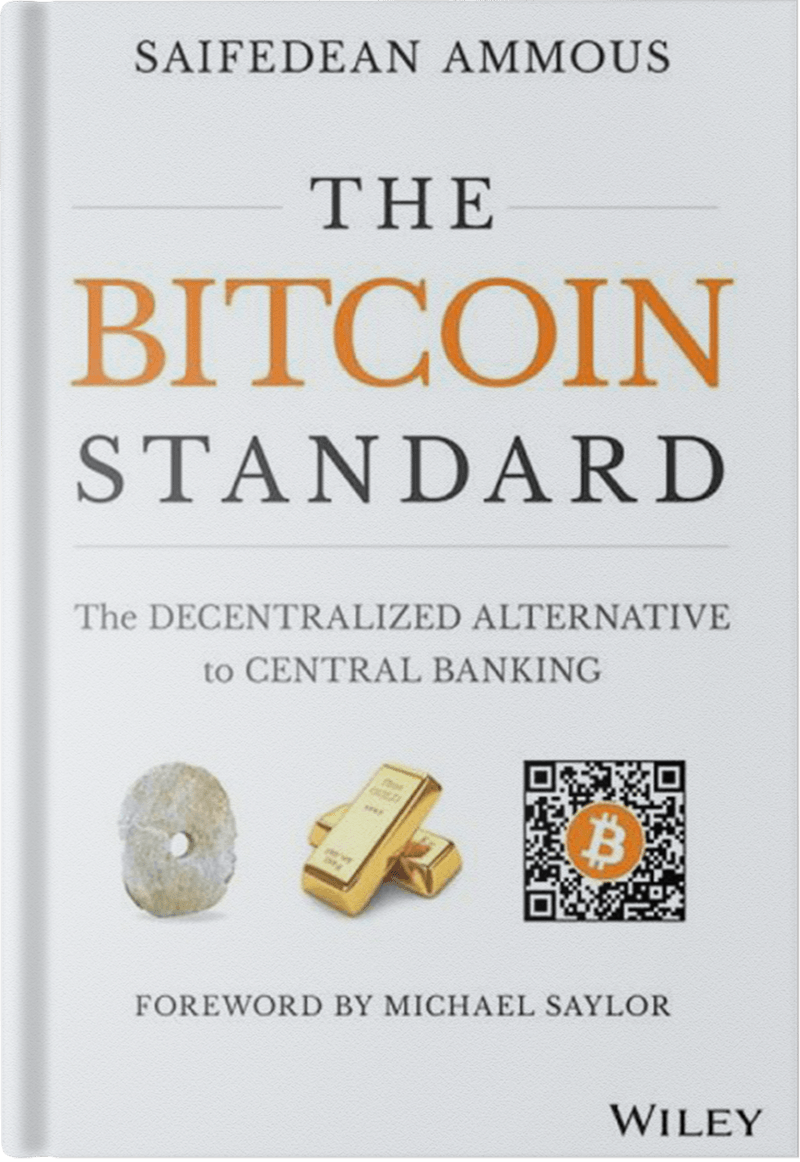 SAIFEDEAN AMMOUS
THE
BITCOIN
STANDARD
The DECENTRALIZED ALTERNATIVE
to CENTRAL BANKING
FOREWORD BY MICHAEL SAYLOR
WILEY